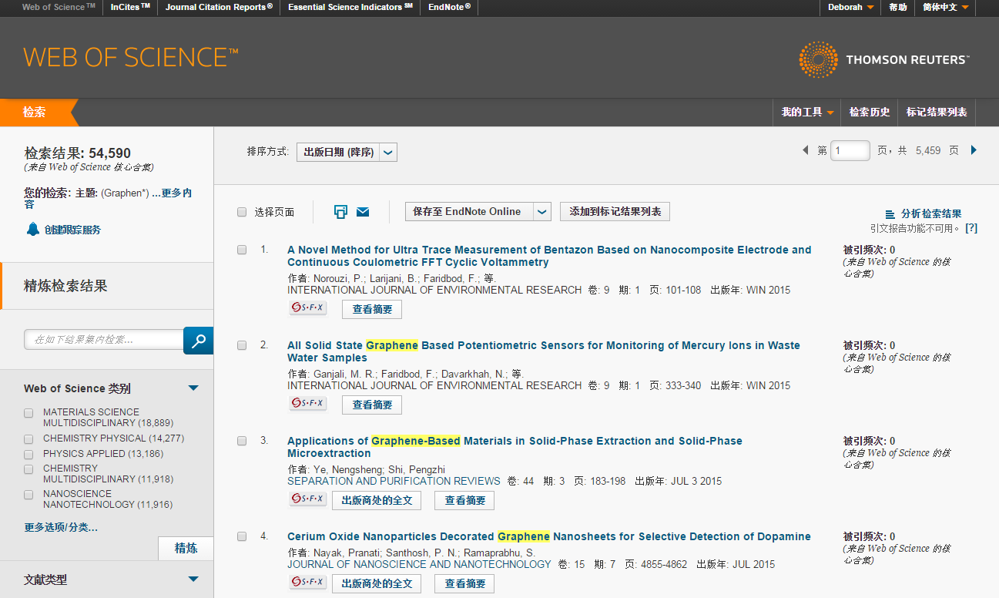 Web of Science™ InCites™ Journal Citation Reports® Essential Science Indicators℠ EndNote® Deborah 帮助 简体中文
WEB OF SCIENCE™
THOMSON REUTERS™
检索 我的工具 检索历史 标记结果列表
检索结果: 54,590
(来自 Web of Science 核心合集)
您的检索: 主题: (Graphen*) ...更多内
容
创建跟踪服务
精炼检索结果
在如下结果集内检索...
Web of Science 类别
MATERIALS SCIENCE
MULTIDISCIPLINARY (18,889)
CHEMISTRY PHYSICAL (14,277)
PHYSICS APPLIED (13,186)
CHEMISTRY
MULTIDISCIPLINARY (11,918)
NANOSCIENCE
NANOTECHNOLOGY (11,916)
更多选项/分类...
精炼
文献类型
排序方式: 出版日期 (降序) 第 1 页，共 5,459 页
选择页面 保存至 EndNote Online 添加到标记结果列表
分析检索结果
引文报告功能不可用。 [?]
1. A Novel Method for Ultra Trace Measurement of Bentazon Based on Nanocomposite Electrode and
Continuous Coulometric FFT Cyclic Voltammetry
作者: Norouzi, P.; Larijani, B.; Faridbod, F.; 等.
INTERNATIONAL JOURNAL OF ENVIRONMENTAL RESEARCH 卷: 9 期: 1 页: 101-108 出版年: WIN 2015
S·F·X 查看摘要
被引频次: 0
(来自 Web of Science 的核
心合集)
2. All Solid State Graphene Based Potentiometric Sensors for Monitoring of Mercury Ions in Waste
Water Samples
作者: Ganjali, M. R.; Faridbod, F.; Davarkhah, N.; 等.
INTERNATIONAL JOURNAL OF ENVIRONMENTAL RESEARCH 卷: 9 期: 1 页: 333-340 出版年: WIN 2015
S·F·X 查看摘要
被引频次: 0
(来自 Web of Science 的核
心合集)
3. Applications of Graphene-Based Materials in Solid-Phase Extraction and Solid-Phase
Microextraction
作者: Ye, Nengsheng; Shi, Pengzhi
SEPARATION AND PURIFICATION REVIEWS 卷: 44 期: 3 页: 183-198 出版年: JUL 3 2015
S·F·X 出版商处的全文 查看摘要
被引频次: 0
(来自 Web of Science 的核
心合集)
4. Cerium Oxide Nanoparticles Decorated Graphene Nanosheets for Selective Detection of Dopamine
作者: Nayak, Pranati; Santhosh, P. N.; Ramaprabhu, S.
JOURNAL OF NANOSCIENCE AND NANOTECHNOLOGY 卷: 15 期: 7 页: 4855-4862 出版年: JUL 2015
S·F·X 出版商处的全文 查看摘要
被引频次: 0
(来自 Web of Science 的核
心合集)